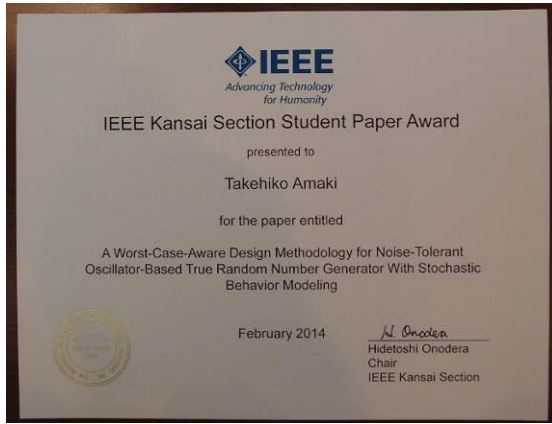 IEEE
Advancing Technology
for Humanity
IEEE Kansai Section Student Paper Award
presented to
Takehiko Amaki
for the paper entitled
A Worst-Case-Aware Design Methodology for Noise-Tolerant
Oscillator-Based True Random Number Generator With Stochastic
Behavior Modeling
February 2014
H. Onodera
Hidetoshi Onodera
Chair
IEEE Kansai Section